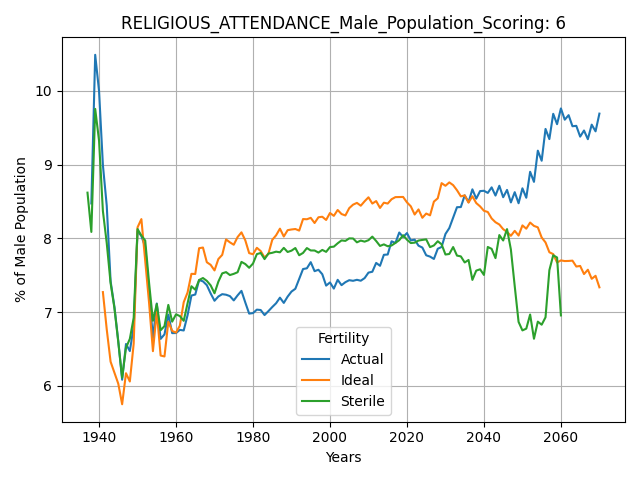 RELIGIOUS_ATTENDANCE_Male_Population_Scoring: 6
% of Male Population
10
9
8
7
6
Fertility
Actual
Ideal
Sterile
1940 1960 1980 2000 2020 2040 2060
Years